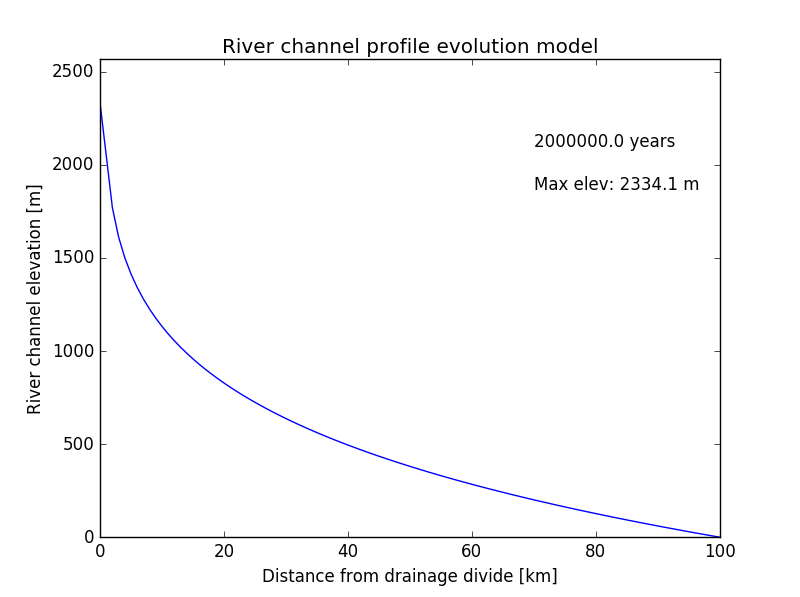 River channel profile evolution model
2500
2000
1500
1000
500
0
River channel elevation [m]
2000000.0 years
Max elev: 2334.1 m
0 20 40 60 80 100
Distance from drainage divide [km]